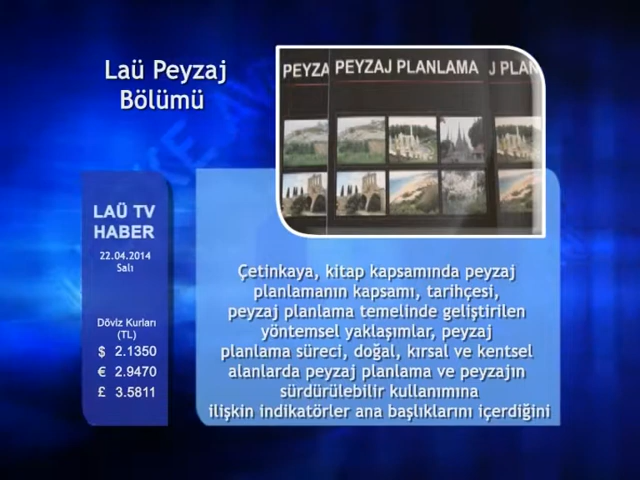 Laü Peyzaj
Bölümü
PEYZA
PEYZAJ PLANLAMA
J PLAN
LAÜ TV
HABER
22.04.2014
Salı
Döviz Kurları
(TL)
$ 2.1350
€ 2.9470
£ 3.5811
Çetinkaya, kitap kapsamında peyzaj
planlamanın kapsamı, tarihçesi,
peyzaj planlama temelinde geliştirilen
yöntemsel yaklaşımlar, peyzaj
planlama süreci, doğal, kırsal ve kentsel
alanlarda peyzaj planlama ve peyzajın
sürdürülebilir kullanımına
ilişkin indikatörler ana başlıklarını içerdiğini